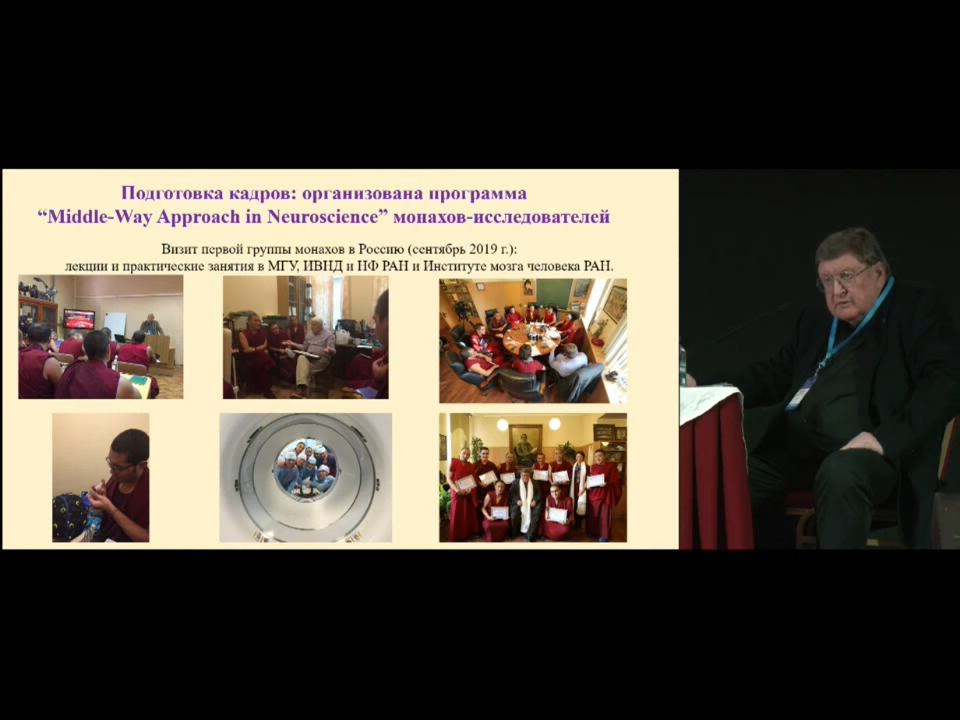 Подготовка кадров: организована программа
“Middle-Way Approach in Neuroscience” монахов-исследователей
Визит первой группы монахов в Россию (сентябрь 2019 г.):
лекции и практические занятия в МГУ, ИВНД и НФ РАН и Институте мозга человека РАН.